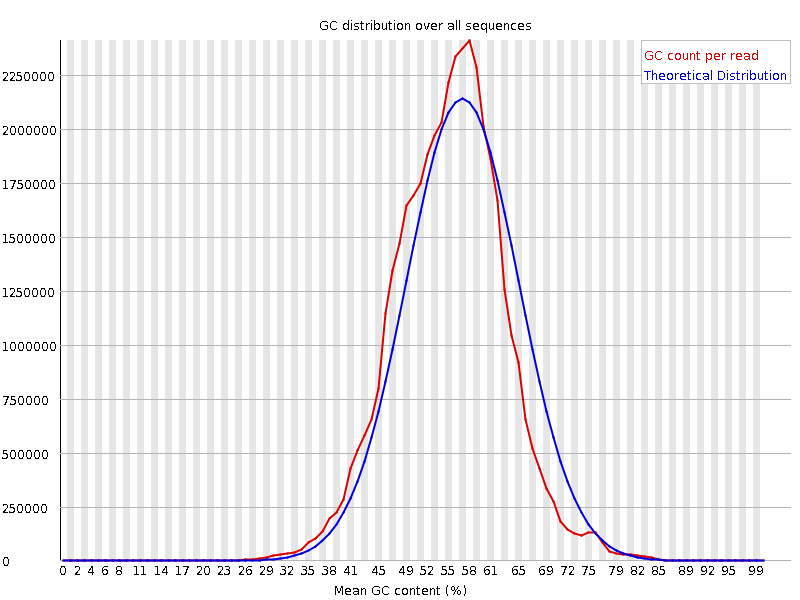 GC distribution over all sequences
GC count per read
Theoretical Distribution
2250000
2000000
1750000
1500000
1250000
1000000
750000
500000
250000
0
0 2 4 6 8 11 14 17 20 23 26 29 32 35 38 41 45 49 52 55 58 61 65 69 72 75 79 82 85 89 92 95 99
Mean GC content (%)